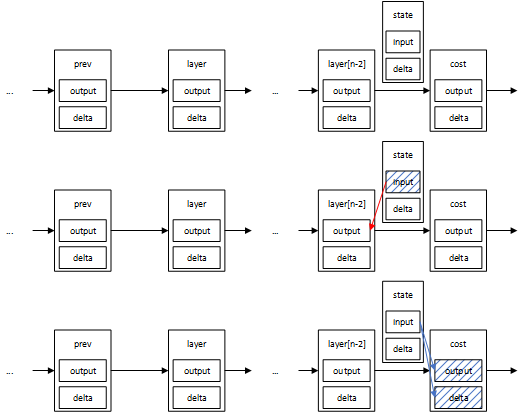 state
input
delta
prev
layer
layer[n-2]
cost
...
output
output
...
output
output
delta
delta
delta
delta
state
input
delta
prev
layer
layer[n-2]
cost
...
output
output
...
output
output
delta
delta
delta
delta
state
input
delta
prev
layer
layer[n-2]
cost
...
output
output
...
output
output
delta
delta
delta
delta